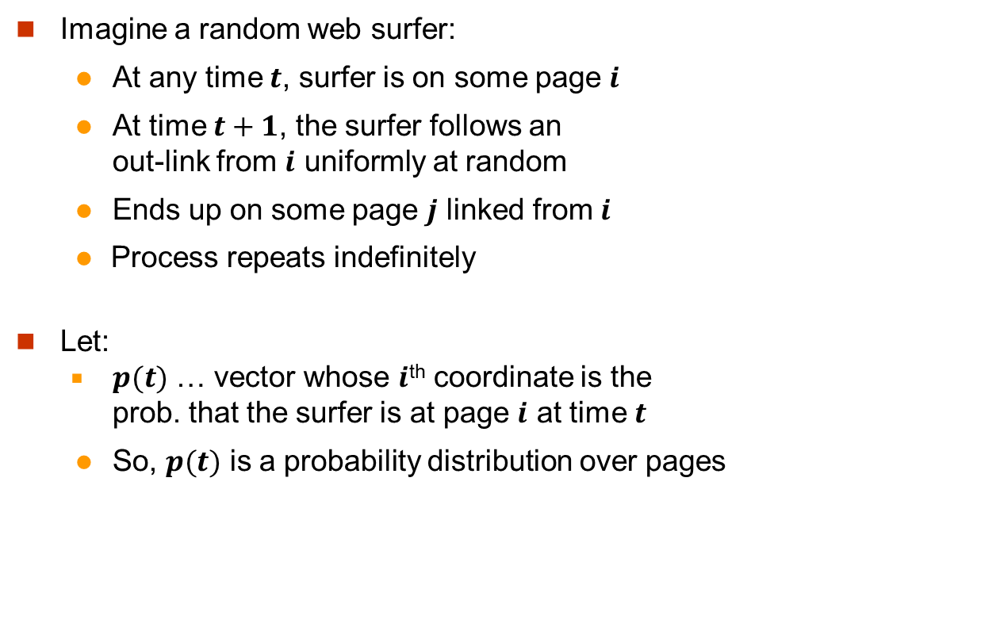 Imagine a random web surfer:
At any time t, surfer is on some page i
At time t + 1, the surfer follows an
out-link from i uniformly at random
Ends up on some page j linked from i
Process repeats indefinitely
Let:
p(t) … vector whose ith coordinate is the
prob. that the surfer is at page i at time t
So, p(t) is a probability distribution over pages